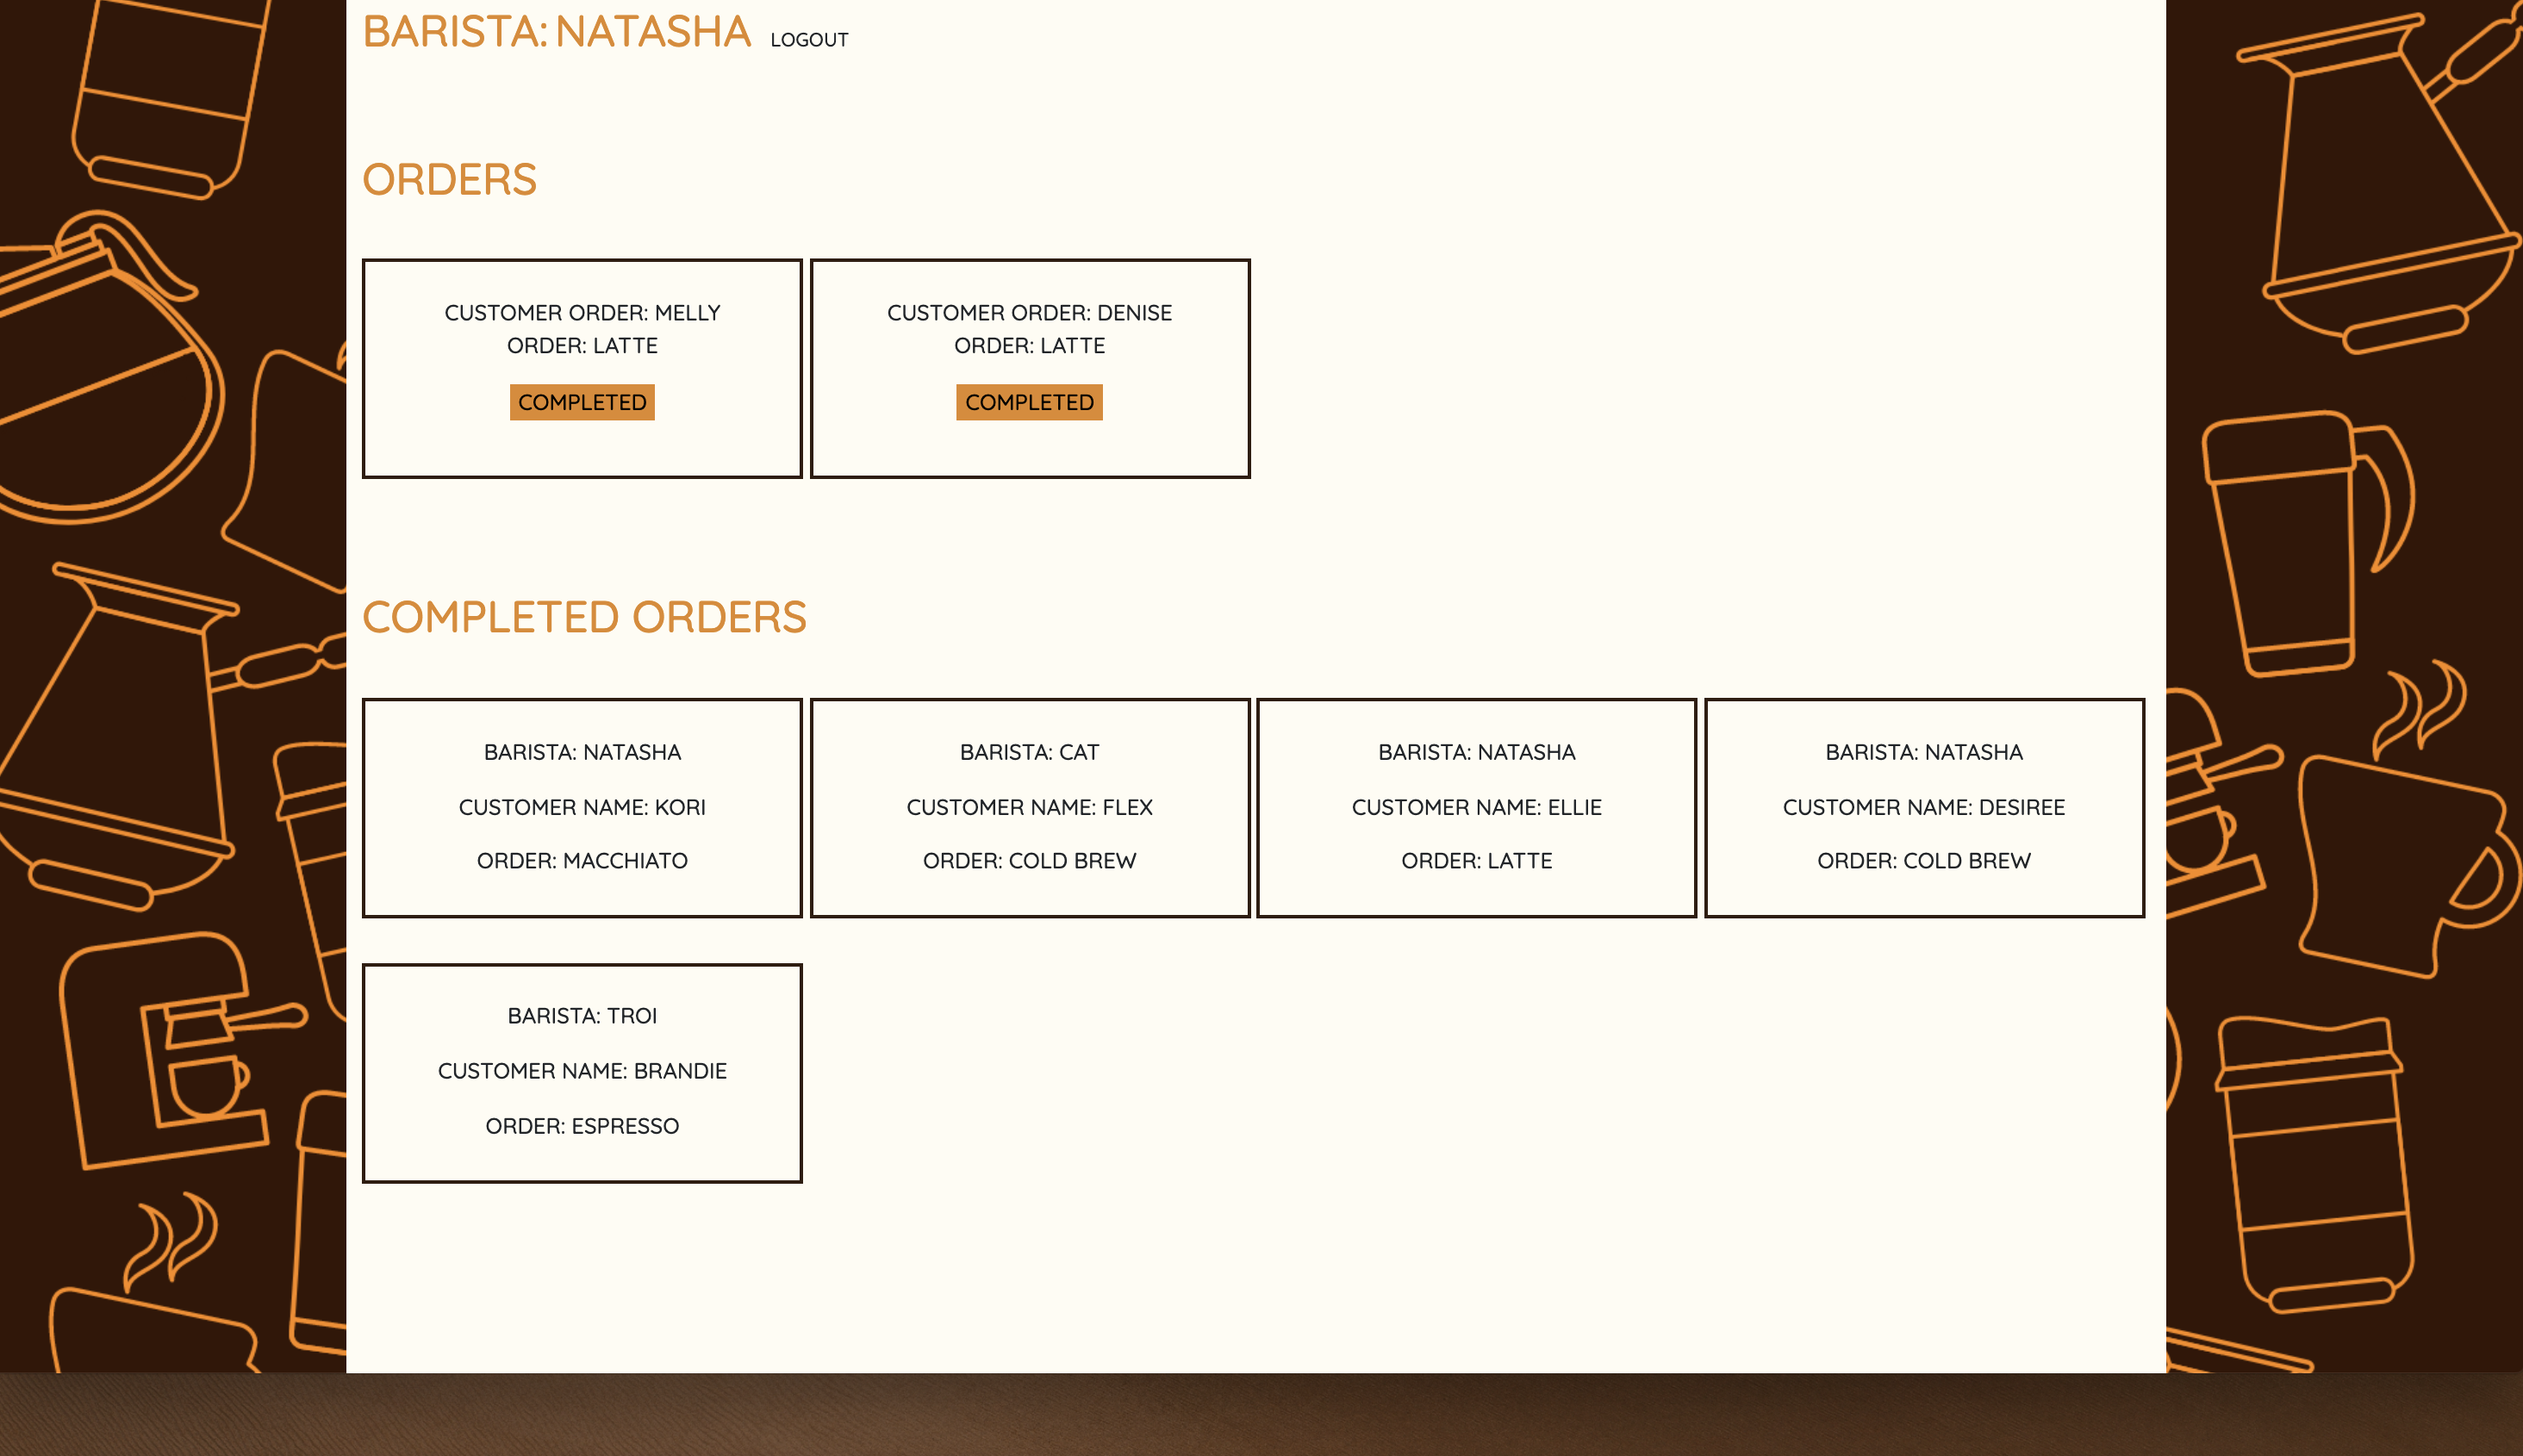 BARISTA: NATASHA LOGOUT
ORDERS
CUSTOMER ORDER: MELLY
ORDER: LATTE
COMPLETED
CUSTOMER ORDER: DENISE
ORDER: LATTE
COMPLETED
COMPLETED ORDERS
BARISTA: NATASHA
CUSTOMER NAME: KORI
ORDER: MACCHIATO
BARISTA: CAT
CUSTOMER NAME: FLEX
ORDER: COLD BREW
BARISTA: NATASHA
CUSTOMER NAME: ELLIE
ORDER: LATTE
BARISTA: NATASHA
CUSTOMER NAME: DESIREE
ORDER: COLD BREW
BARISTA: TROI
CUSTOMER NAME: BRANDIE
ORDER: ESPRESSO